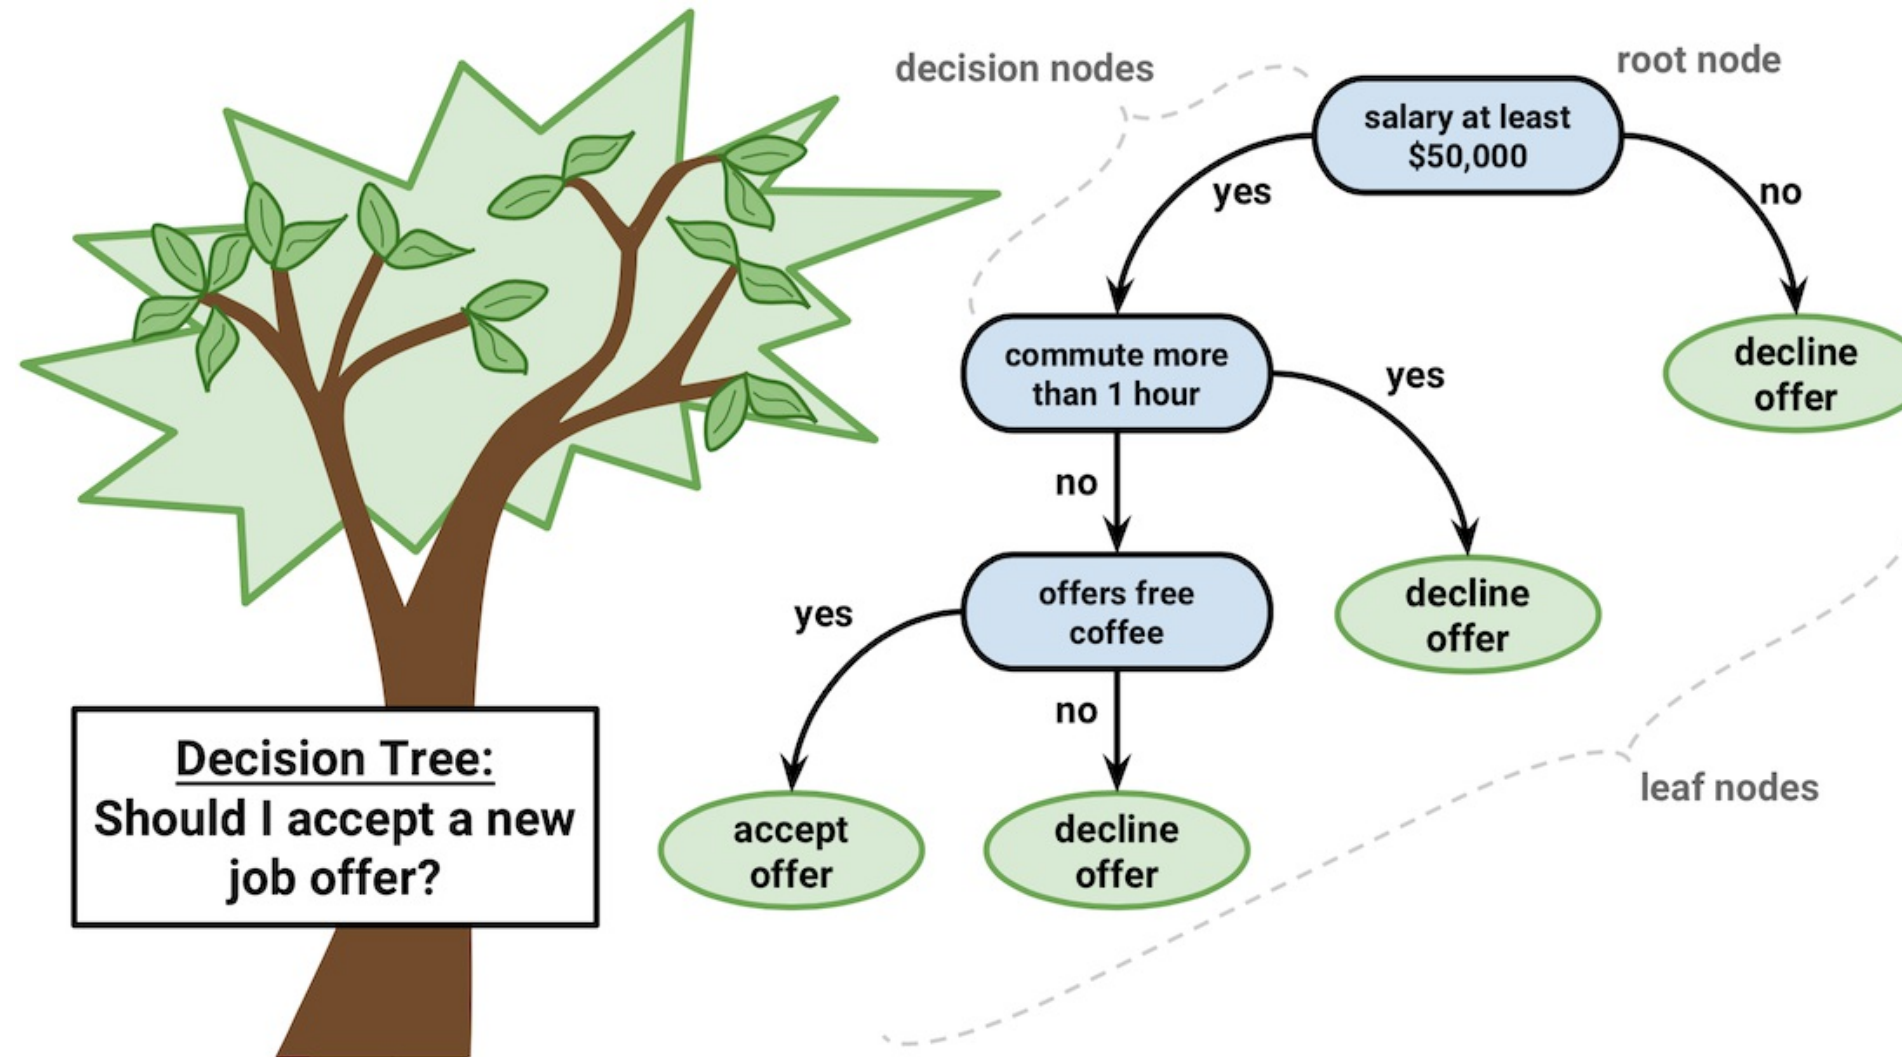 decision nodes
root node
salary at least
$50,000
yes
no
commute more
than 1 hour
yes
decline
offer
no
offers free
coffee
decline
offer
yes
no
leaf nodes
accept
offer
decline
offer
Decision Tree:
Should I accept a new
job offer?